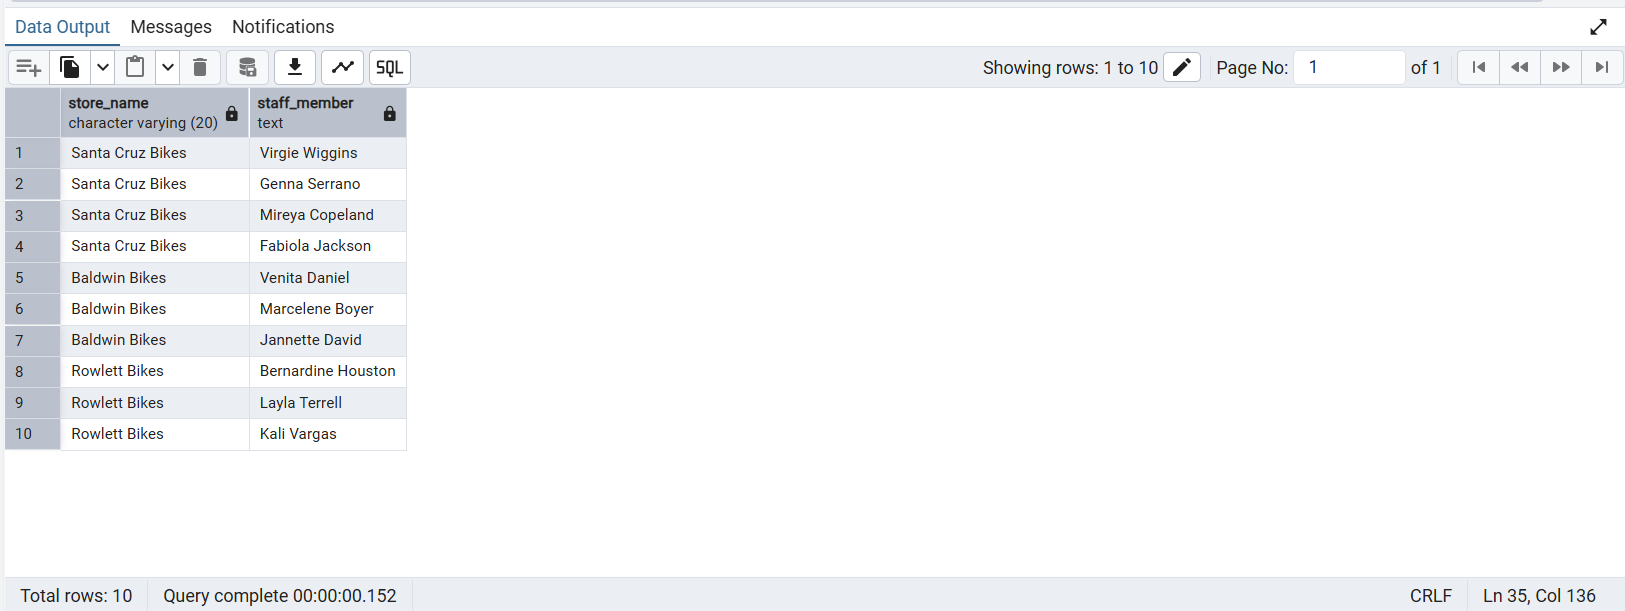 Data Output Messages Notifications
SQL Showing rows: 1 to 10 Page No: 1 of 1
store_name staff_member
character varying (20) text
1 Santa Cruz Bikes Virgie Wiggins
2 Santa Cruz Bikes Genna Serrano
3 Santa Cruz Bikes Mireya Copeland
4 Santa Cruz Bikes Fabiola Jackson
5 Baldwin Bikes Venita Daniel
6 Baldwin Bikes Marcelene Boyer
7 Baldwin Bikes Jannette David
8 Rowlett Bikes Bernardine Houston
9 Rowlett Bikes Layla Terrell
10 Rowlett Bikes Kali Vargas
Total rows: 10 Query complete 00:00:00.152 CRLF Ln 35, Col 136